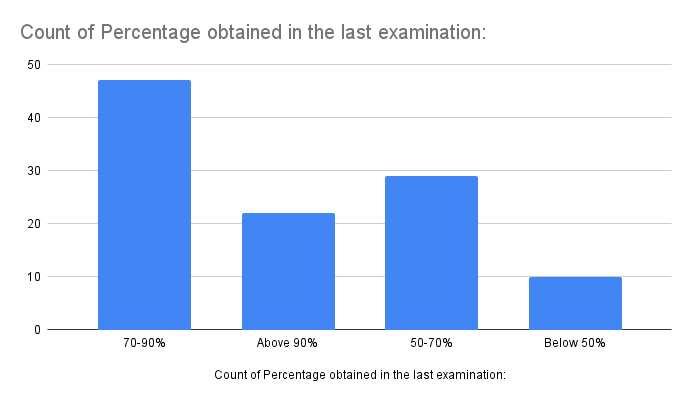 Count of Percentage obtained in the last examination:
50
40
30
20
10
0
70-90%
Above 90%
50-70%
Below 50%
Count of Percentage obtained in the last examination: